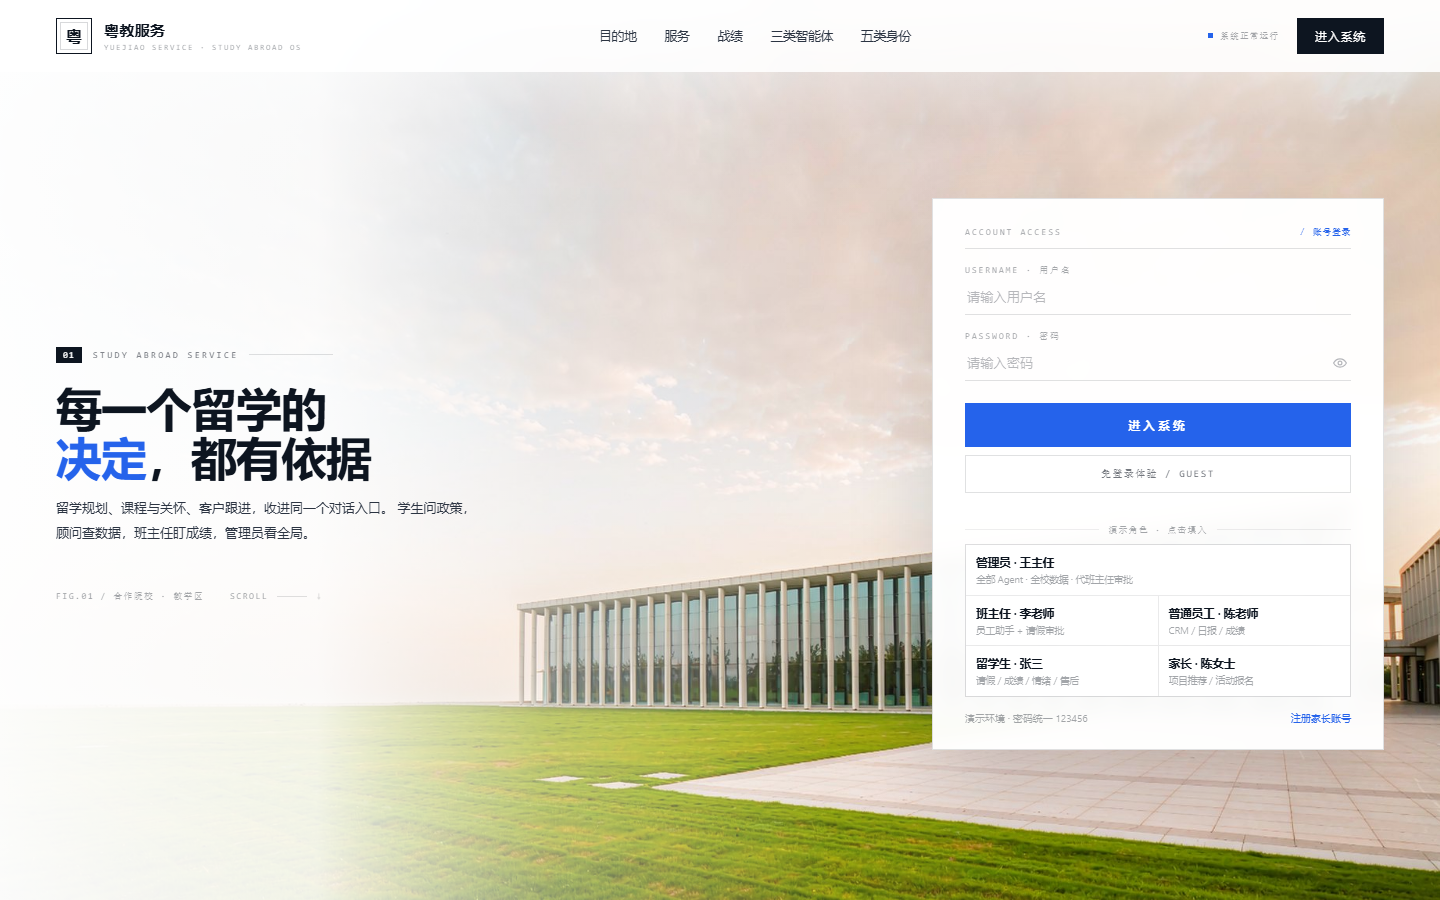 粤
粤教服务
YUEJIAO SERVICE · STUDY ABROAD OS
目的地
服务
战绩
三类智能体
五类身份
系统正常运行
进入系统
01 STUDY ABROAD SERVICE
每一个留学的
决定，都有依据
留学规划、课程与关怀、客户跟进，收进同一个对话入口。 学生问政策，
顾问查数据，班主任盯成绩，管理员看全局。
FIG.01 / 合作院校 · 教学区 SCROLL ↓
ACCOUNT ACCESS / 账号登录
USERNAME · 用户名
请输入用户名
PASSWORD · 密码
请输入密码
进入系统
免登录体验 / GUEST
演示角色 · 点击填入
管理员 · 王主任
全部 Agent · 全校数据 · 代班主任审批
班主任 · 李老师
员工助手 + 请假审批
普通员工 · 陈老师
CRM / 日报 / 成绩
留学生 · 张三
请假 / 成绩 / 情绪 / 售后
家长 · 陈女士
项目推荐 / 活动报名
演示环境 · 密码统一 123456
注册家长账号